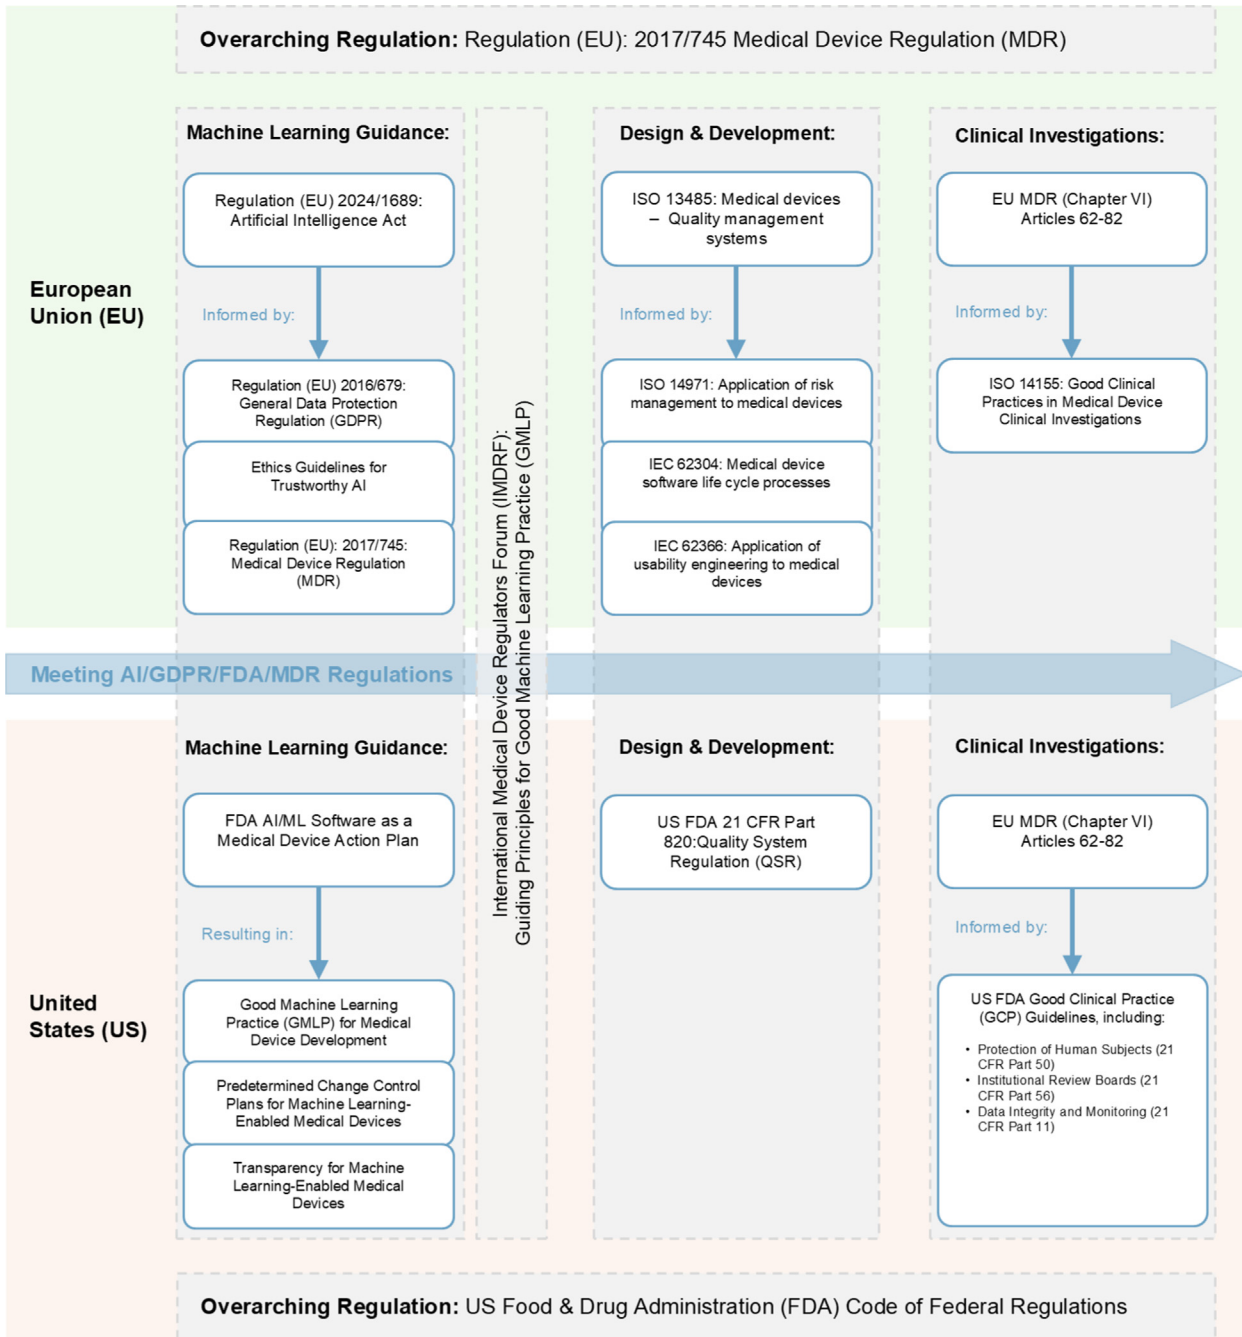 Overarching Regulation: Regulation (EU): 2017/745 Medical Device Regulation (MDR)
European
Union (EU)
Machine Learning Guidance:
Regulation (EU) 2024/1689:
Artificial Intelligence Act
Informed by:
Regulation (EU) 2016/679:
General Data Protection
Regulation (GDPR)
Ethics Guidelines for
Trustworthy AI
Regulation (EU): 2017/745:
Medical Device Regulation
(MDR)
International Medical Device Regulators Forum (IMDRF):
Guiding Principles for Good Machine Learning Practice (GMLP)
Design & Development:
ISO 13485: Medical devices
– Quality management
systems
Informed by:
ISO 14971: Application of risk
management to medical devices
IEC 62304: Medical device
software life cycle processes
IEC 62366: Application of
usability engineering to medical
devices
Clinical Investigations:
EU MDR (Chapter VI)
Articles 62-82
Informed by:
ISO 14155: Good Clinical
Practices in Medical Device
Clinical Investigations
Meeting AI/GDPR/FDA/MDR Regulations
United
States (US)
Machine Learning Guidance:
FDA AI/ML Software as a
Medical Device Action Plan
Resulting in:
Good Machine Learning
Practice (GMLP) for Medical
Device Development
Predetermined Change Control
Plans for Machine Learning-
Enabled Medical Devices
Transparency for Machine
Learning-Enabled Medical
Devices
Design & Development:
US FDA 21 CFR Part
820:Quality System
Regulation (QSR)
Clinical Investigations:
EU MDR (Chapter VI)
Articles 62-82
Informed by:
US FDA Good Clinical Practice
(GCP) Guidelines, including:
• Protection of Human Subjects (21
CFR Part 50)
• Institutional Review Boards (21
CFR Part 56)
• Data Integrity and Monitoring (21
CFR Part 11)
Overarching Regulation: US Food & Drug Administration (FDA) Code of Federal Regulations